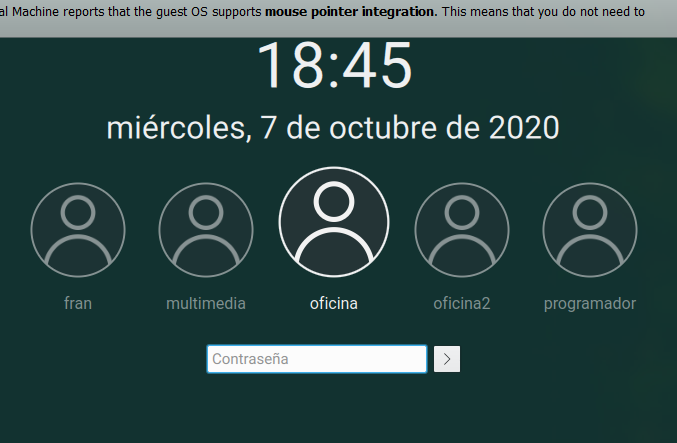 al Machine reports that the guest OS supports mouse pointer integration. This means that you do not need to
18:45
miércoles, 7 de octubre de 2020
fran multimedia oficina oficina2 programador
Contraseña